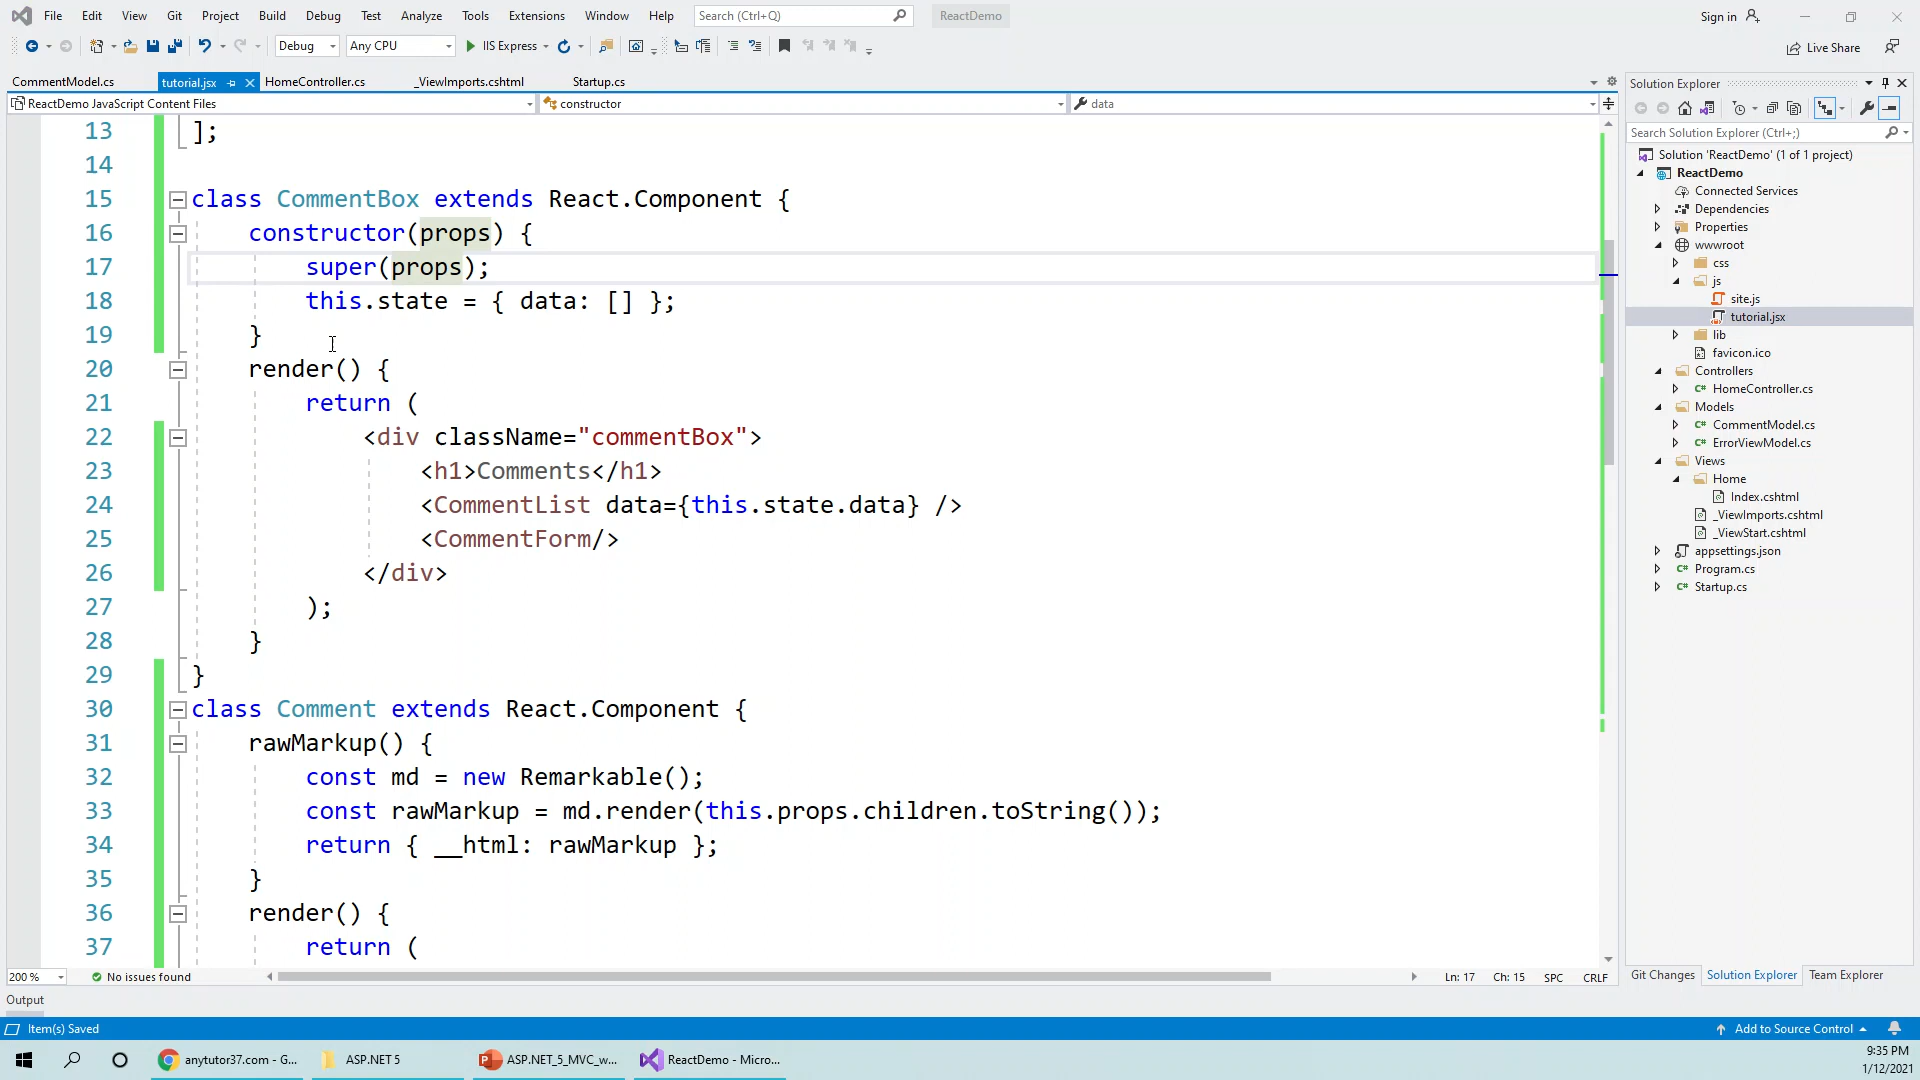 File Edit View Git Project Build Debug Test Analyze Tools Extensions Window Help Search (Ctrl+Q) ReactDemo Sign in
Debug Any CPU IIS Express Live Share
CommentModel.cs tutorial.jsx HomeController.cs _ViewImports.cshtml Startup.cs
ReactDemo JavaScript Content Files constructor data
13 ];
14
15 class CommentBox extends React.Component {
16 constructor(props) {
17 super(props);
18 this.state = { data: [] };
19 }
20 render() {
21 return (
22 <div className="commentBox">
23 <h1>Comments</h1>
24 <CommentList data={this.state.data} />
25 <CommentForm/>
26 </div>
27 );
28 }
29 }
30 class Comment extends React.Component {
31 rawMarkup() {
32 const md = new Remarkable();
33 const rawMarkup = md.render(this.props.children.toString());
34 return { __html: rawMarkup };
35 }
36 render() {
37 return (
200 % No issues found Ln: 17 Ch: 15 SPC CRLF
Output
Solution Explorer
Search Solution Explorer (Ctrl+;)
Solution 'ReactDemo' (1 of 1 project)
ReactDemo
Connected Services
Dependencies
Properties
wwwroot
css
js
site.js
tutorial.jsx
lib
favicon.ico
Controllers
C# HomeController.cs
Models
C# CommentModel.cs
C# ErrorViewModel.cs
Views
Home
Index.cshtml
_ViewImports.cshtml
_ViewStart.cshtml
appsettings.json
C# Program.cs
C# Startup.cs
Git Changes Solution Explorer Team Explorer
Item(s) Saved Add to Source Control
anytutor37.com - G... ASP.NET 5 ASP.NET_5_MVC_w... ReactDemo - Micro...
9:35 PM
1/12/2021